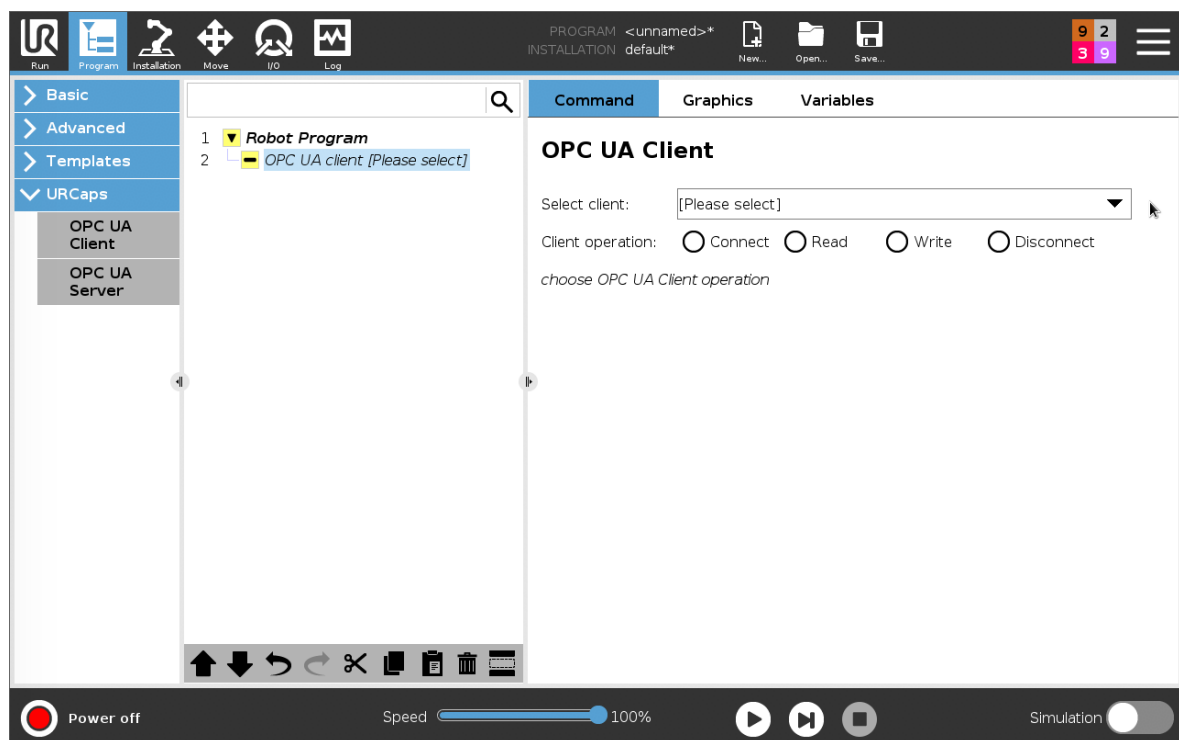 UR
PROGRAM <unnamed>*
INSTALLATION default*
Run Program Installation Move I/O Log New... Open... Save...
9 2
3 9
Basic
Advanced
Templates
URCaps
OPC UA
Client
OPC UA
Server
1 Robot Program
2 OPC UA client [Please select]
Command Graphics Variables
OPC UA Client
Select client: [Please select]
Client operation: Connect Read Write Disconnect
choose OPC UA Client operation
Power off Speed 100% Simulation